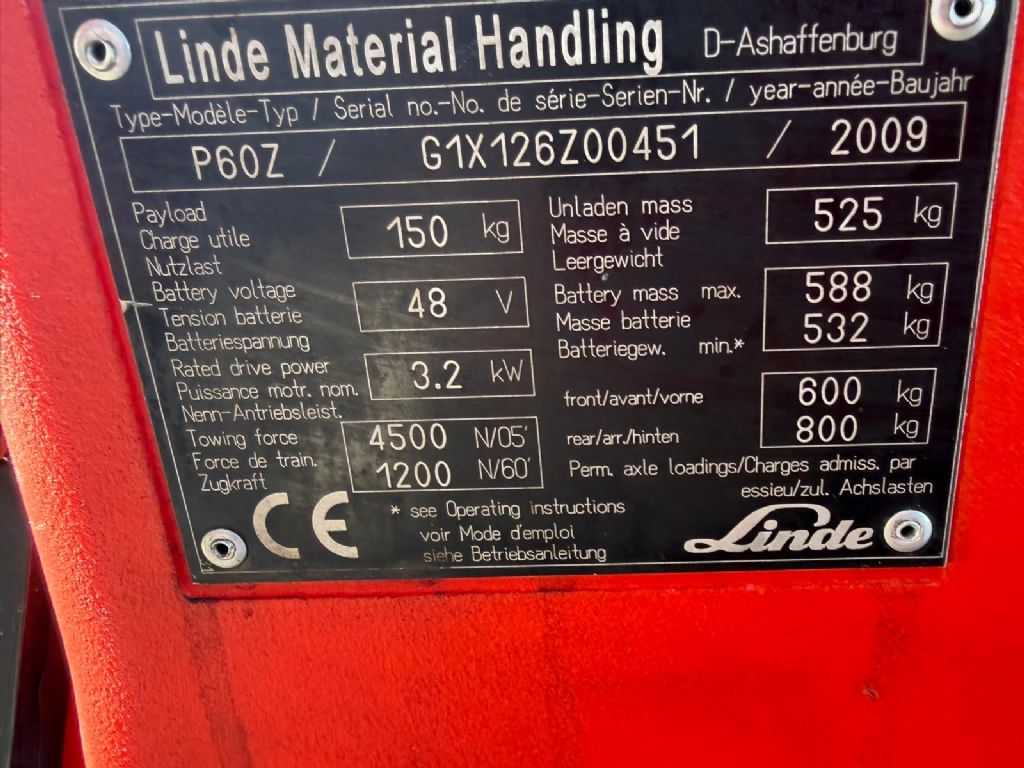 Linde Material Handling D-Ashaffenburg
Type-Modèle-Typ / Serial no.-No. de série-Serien-Nr. / year-année-Baujahr
P60Z / G1X126Z00451 / 2009
Payload
Charge utile
Nutzlast
150 kg
Unladen mass
Masse à vide
Leergewicht
525 kg
Battery voltage
Tension batterie
Batteriespannung
48 V
Battery mass max.
Masse batterie
Batteriegew. min.*
588 kg
532 kg
Rated drive power
Puissance motr. nom.
Nenn-Antriebsleist.
3.2 kW
front/avant/vorne 600 kg
rear/arr./hinten 800 kg
Towing force
Force de train.
Zugkraft
4500 N/05'
1200 N/60'
Perm. axle loadings/Charges admiss. par
essieu/zul. Achslasten
CE
* see Operating instructions
voir Mode d'emploi
siehe Betriebsanleitung
Linde